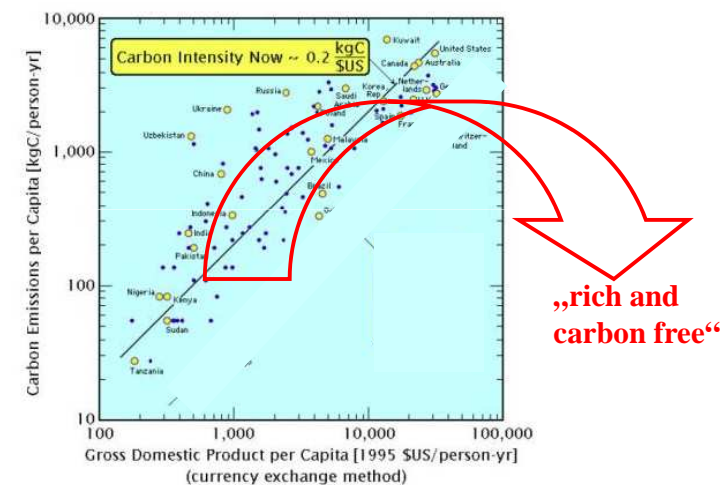 10,000
1,000
100
10
Carbon Emissions per Capita [kgC/person-yr]
Carbon Intensity Now ~ 0.2 kgC
$US
Kuwait
United States
Canada
Australia
Russia
Saudi
Korea
Rep
Nether-
lands
Ukraine
Spain
Uzbekistan
Malaysia
Mexico
China
Brazil
Indonesia
India
Pakistan
Nigeria
Kenya
Sudan
Tanzania
land
100
1,000
10,000
100,000
Gross Domestic Product per Capita [1995 $US/person-yr]
(currency exchange method)
„rich and
carbon free“